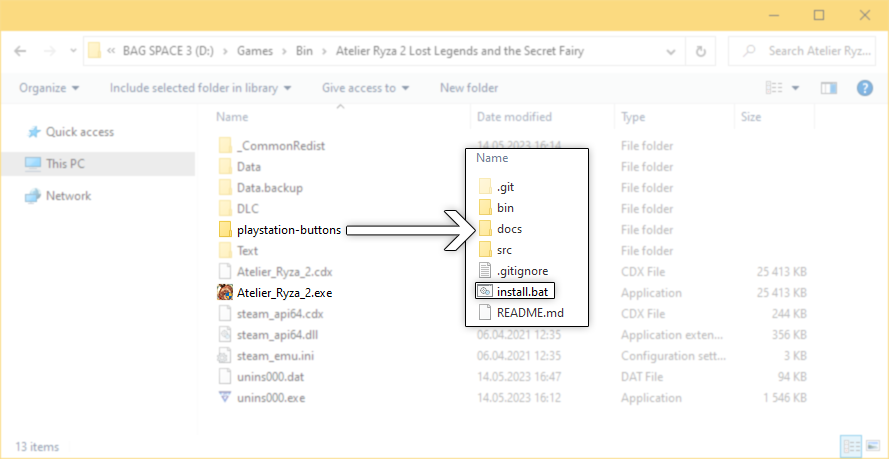 « BAG SPACE 3 (D:) > Games > Bin > Atelier Ryza 2 Lost Legends and the Secret Fairy
Search Atelier Ryz...
Organize
Include selected folder in library
Give access to
New folder
Quick access
This PC
Network
Name Date modified Type Size
_CommonRedist 14.05.2023 16:14 File folder
Data File folder
Data.backup File folder
DLC File folder
playstation-buttons File folder
Text File folder
Atelier_Ryza_2.cdx CDX File 25 413 KB
Atelier_Ryza_2.exe Application 25 413 KB
steam_api64.cdx CDX File 244 KB
steam_api64.dll 06.04.2021 12:35 Application exten... 356 KB
steam_emu.ini 06.04.2021 12:35 Configuration sett... 3 KB
unins000.dat 14.05.2023 16:47 DAT File 94 KB
unins000.exe 14.05.2023 16:12 Application 1 546 KB
Name
.git
bin
docs
src
.gitignore
install.bat
README.md
13 items